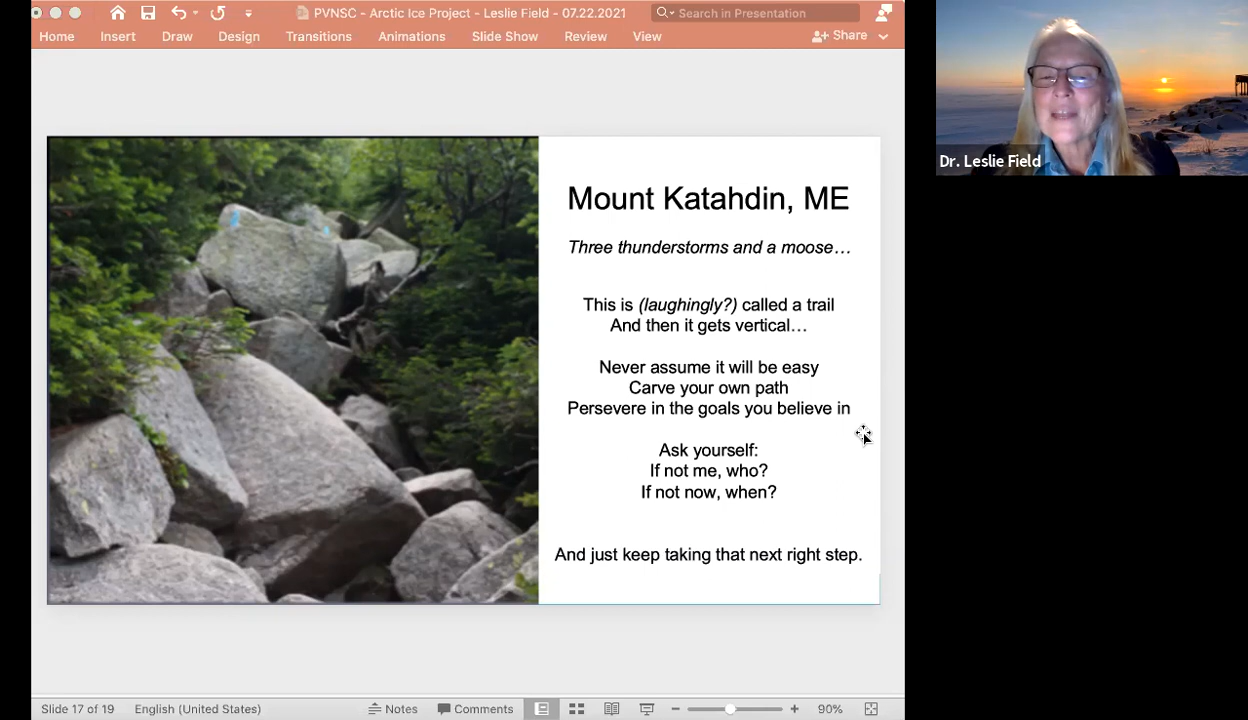 PVNSC - Arctic Ice Project - Leslie Field - 07.22.2021
Search in Presentation
Home Insert Draw Design Transitions Animations Slide Show Review View Share
Dr. Leslie Field
Mount Katahdin, ME
Three thunderstorms and a moose…
This is (laughingly?) called a trail
And then it gets vertical…
Never assume it will be easy
Carve your own path
Persevere in the goals you believe in
Ask yourself:
If not me, who?
If not now, when?
And just keep taking that next right step.
Slide 17 of 19 English (United States) Notes Comments 90%